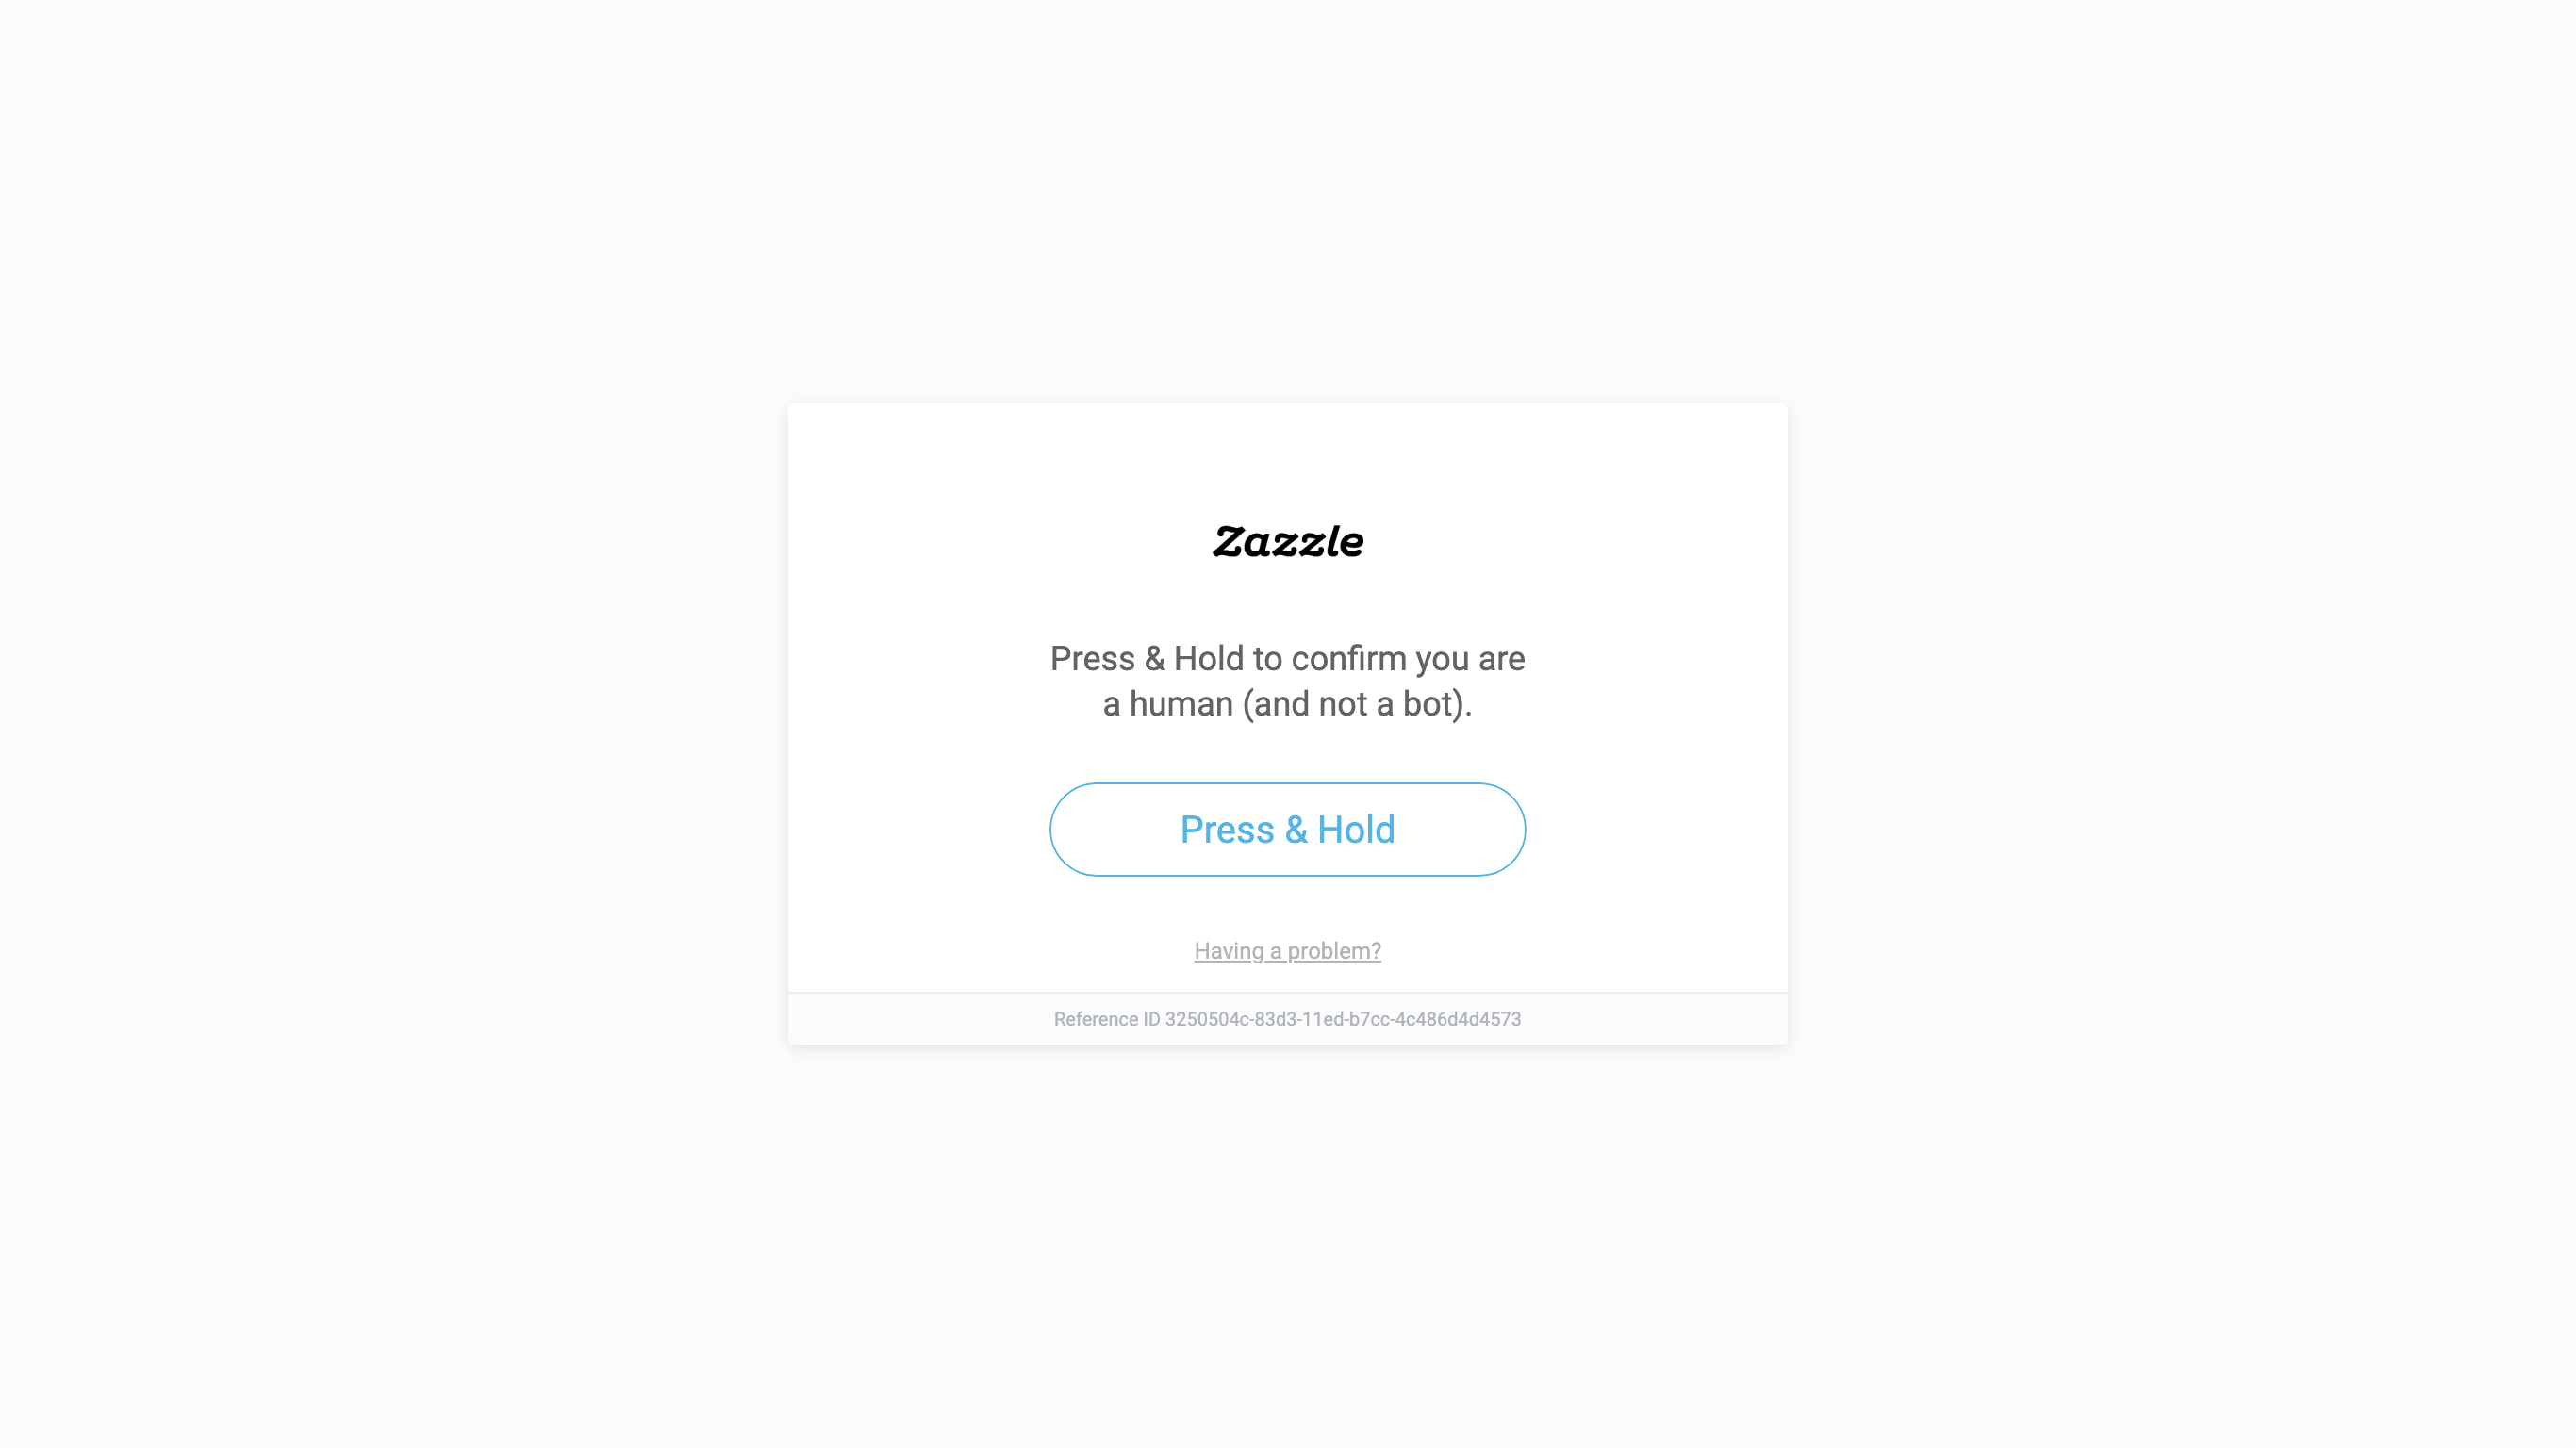 Zazzle
Press & Hold to confirm you are
a human (and not a bot).
Press & Hold
Having a problem?
Reference ID 3250504c-83d3-11ed-b7cc-4c486d4d4573